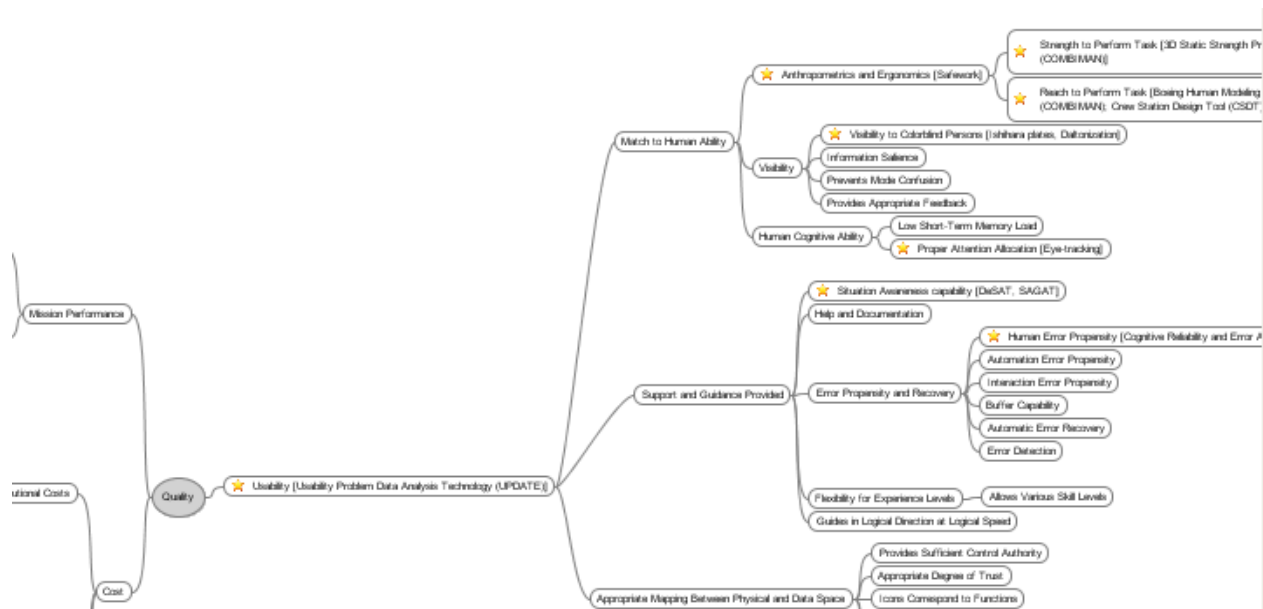 Strength to Perform Task [3D Static Strength Pr
(COMBIMAN)]
Anthropometrics and Ergonomics [Safework]
Reach to Perform Task [Boeing Human Modeling
(COMBIMAN); Crew Station Design Tool (CSDT)
Match to Human Ability
Visibility to Colorblind Persons [Ishihara plates, Daltonization]
Information Salience
Visibility
Prevents Mode Confusion
Provides Appropriate Feedback
Low Short-Term Memory Load
Human Cognitive Ability
Proper Attention Allocation [Eye-tracking]
Situation Awareness capability [DeSAT, SAGAT]
Help and Documentation
Mission Performance
Human Error Propensity [Cognitive Reliability and Error A
Automation Error Propensity
Interaction Error Propensity
Support and Guidance Provided
Error Propensity and Recovery
Buffer Capability
Automatic Error Recovery
Error Detection
utional Costs
Quality
Usability [Usability Problem Data Analysis Technology (UPDATE)]
Flexibility for Experience Levels
Allows Various Skill Levels
Guides in Logical Direction at Logical Speed
Provides Sufficient Control Authority
Appropriate Degree of Trust
Cost
Appropriate Mapping Between Physical and Data Space
Icons Correspond to Functions